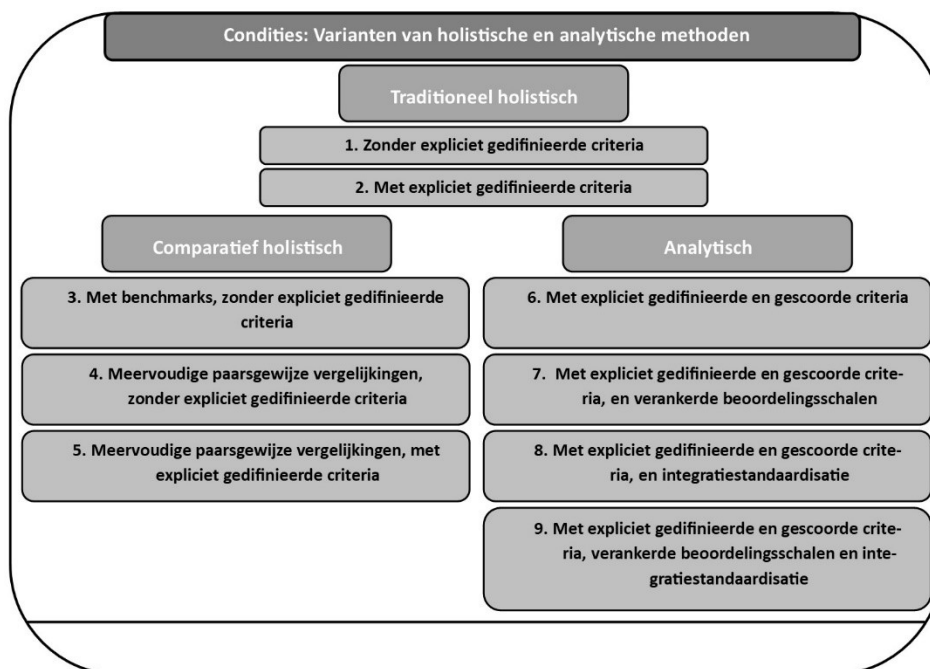 Condities: Varianten van holistische en analytische methoden
Traditioneel holistisch
1. Zonder expliciet gedifinieerde criteria
2. Met expliciet gedifinieerde criteria
Comparatief holistisch
3. Met benchmarks, zonder expliciet gedifinieerde
criteria
4. Meervoudige paarsgewijze vergelijkingen,
zonder expliciet gedifinieerde criteria
5. Meervoudige paarsgewijze vergelijkingen, met
expliciet gedifinieerde criteria
Analytisch
6. Met expliciet gedifinieerde en gescoorde criteria
7. Met expliciet gedifinieerde en gescoorde crite-
ria, en verankerde beoordelingsschalen
8. Met expliciet gedifinieerde en gescoorde crite-
ria, en integratiestandaardisatie
9. Met expliciet gedifinieerde en gescoorde crite-
ria, verankerde beoordelingsschalen en inte-
gratiestandaardisatie